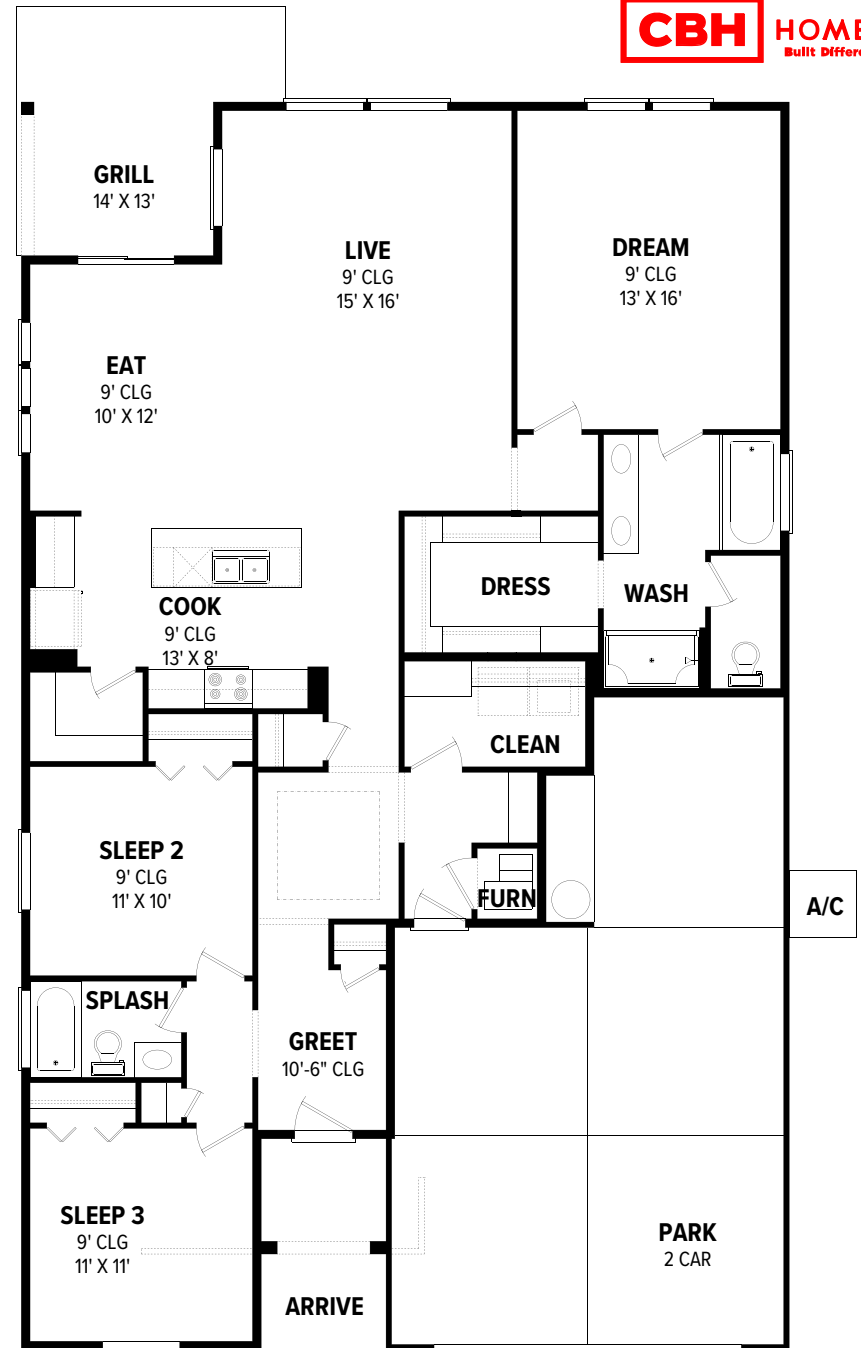 CBH HOME
Built Differe
GRILL
14' X 13'
LIVE
9' CLG
15' X 16'
DREAM
9' CLG
13' X 16'
EAT
9' CLG
10' X 12'
DRESS
WASH
COOK
9' CLG
13' X 8'
CLEAN
SLEEP 2
9' CLG
11' X 10'
FURN
A/C
SPLASH
GREET
10'-6" CLG
SLEEP 3
9' CLG
11' X 11'
PARK
2 CAR
ARRIVE